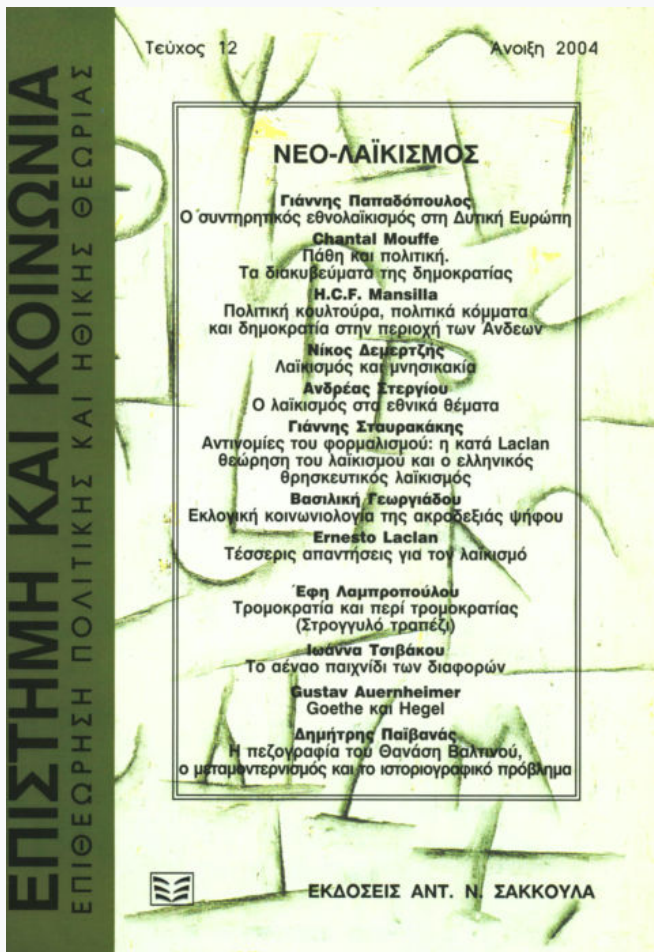 ΕΠΙΣΤΗΜΗ ΚΑΙ ΚΟΙΝΩΝΙΑ
ΕΠΙΘΕΩΡΗΣΗ ΠΟΛΙΤΙΚΗΣ ΚΑΙ ΗΘΙΚΗΣ ΘΕΩΡΙΑΣ
Τεύχος 12
Ανοιξη 2004
ΝΕΟ-ΛΑΪΚΙΣΜΟΣ
Γιάννης Παπαδόπουλος
Ο συντηρητικός εθνολαϊκισμός στη Δυτική Ευρώπη
Chantal Mouffe
Πάθη και πολιτική.
Τα διακυβεύματα της δημοκρατίας
H.C.F. Mansilla
Πολιτική κουλτούρα, πολιτικά κόμματα
και δημοκρατία στην περιοχή των Άνδεων
Νίκος Δεμερτζής
Λαϊκισμός και μνησικακία
Ανδρέας Στεργίου
Ο λαϊκισμός στα εθνικά θέματα
Γιάννης Σταυρακάκης
Αντινομίες του φορμαλισμού: η κατά Laclan
θεώρηση του λαϊκισμού και ο ελληνικός
θρησκευτικός λαϊκισμός
Βασιλική Γεωργιάδου
Εκλογική κοινωνιολογία της ακροδεξιάς ψήφου
Ernesto Laclan
Τέσσερις απαντήσεις για τον λαϊκισμό
Έφη Λαμπροπούλου
Τρομοκρατία και περί τρομοκρατίας
(Στρογγυλό τραπέζι)
Ιωάννα Τσιβάκου
Το αέναο παιχνίδι των διαφορών
Gustav Auernheimer
Goethe και Hegel
Δημήτρης Παϊβανάς
Η πεζογραφία του Θανάση Βαλτινού,
ο μεταμοντερνισμός και το ιστοριογραφικό πρόβλημα
ΕΚΔΟΣΕΙΣ ΑΝΤ. Ν. ΣΑΚΚΟΥΛΑ